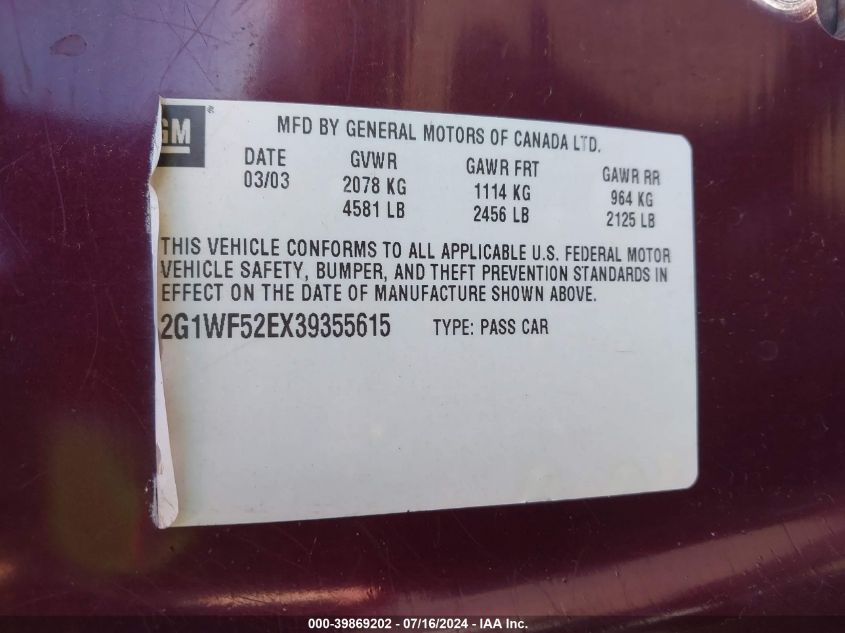 GM ®
MFD BY GENERAL MOTORS OF CANADA LTD.
DATE GVWR GAWR FRT GAWR RR
03/03 2078 KG 1114 KG 964 KG
4581 LB 2456 LB 2125 LB
THIS VEHICLE CONFORMS TO ALL APPLICABLE U.S. FEDERAL MOTOR
VEHICLE SAFETY, BUMPER, AND THEFT PREVENTION STANDARDS IN
EFFECT ON THE DATE OF MANUFACTURE SHOWN ABOVE.
2G1WF52EX39355615 TYPE: PASS CAR
000-39869202 - 07/16/2024 - IAA Inc.